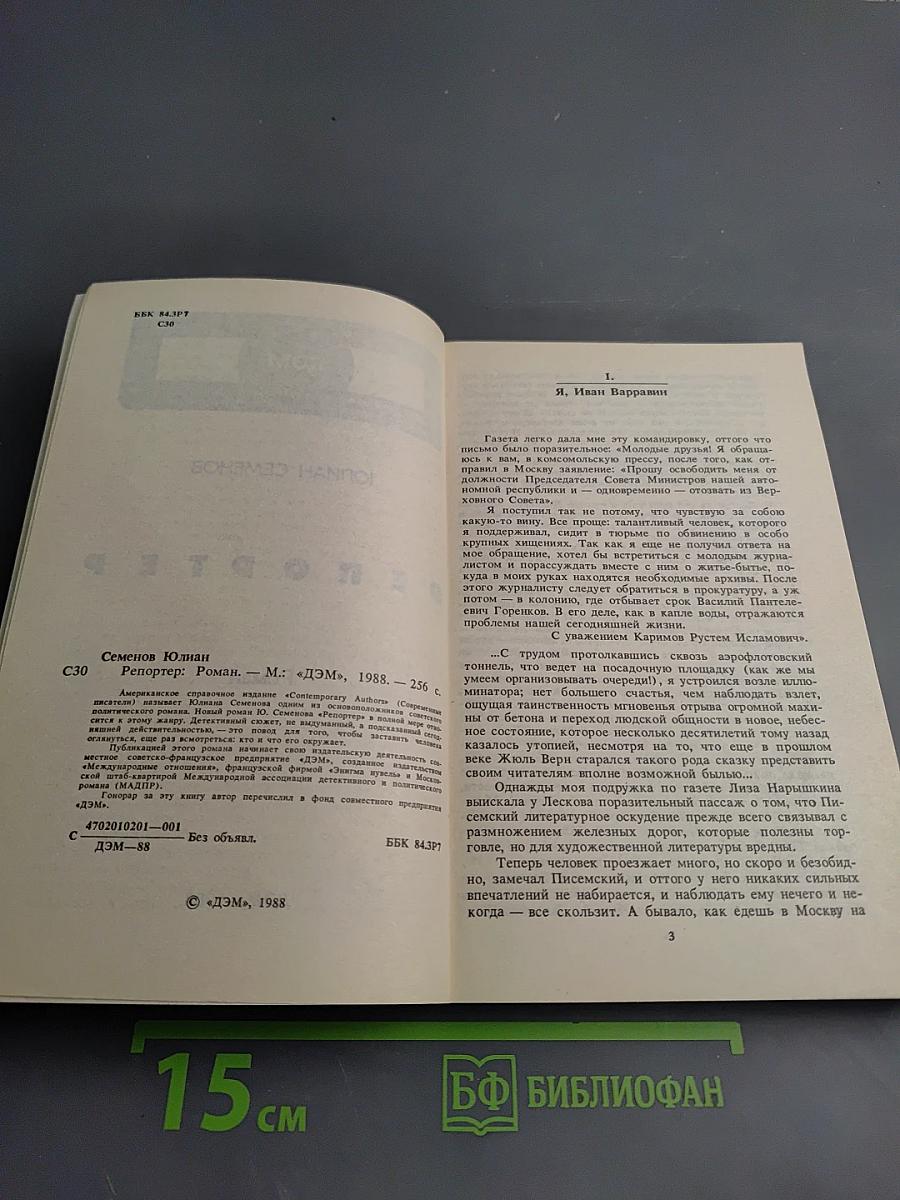 ББК 84.3Р7
С30
Семенов Юлиан
С30 Репортер: Роман. — М.: «ДЭМ», 1988. — 256 с.
Американское справочное издание «Contemporary Authors» (Современные
писатели) называет Юлиана Семенова одним из основоположников советского
политического романа. Новый роман Ю. Семенова «Репортер» в полной мере отно-
сится к этому жанру. Детективный сюжет, не выдуманный, а подсказанный сего-
дняшней действительностью, — это повод для того, чтобы заставить человека
оглянуться, еще раз всмотреться: кто и что его окружает.
Публикацией этого романа начинает свою издательскую деятельность сов-
местное советско-французское предприятие «ДЭМ», созданное издательством
«Международные отношения», французской фирмой «Энигма нувель» и Москов-
ской штаб-квартирой Международной ассоциации детективного и политического
романа (МАДПР).
Гонорар за эту книгу автор перечислил в фонд совместного предприятия
«ДЭМ».
С 4702010201—001
ДЭМ—88 Без объявл.
ББК 84.3Р7
© «ДЭМ», 1988
I.
Я, Иван Варравин
Газета легко дала мне эту командировку, оттого что
письмо было поразительное: «Молодые друзья! Я обраща-
юсь к вам, в комсомольскую прессу, после того, как от-
правил в Москву заявление: «Прошу освободить меня от
должности Председателя Совета Министров нашей авто-
номной республики и — одновременно — отозвать из Вер-
ховного Совета».
Я поступил так не потому, что чувствую за собою
какую-то вину. Все проще: талантливый человек, которого
я поддерживал, сидит в тюрьме по обвинению в особо
крупных хищениях. Так как я еще не получил ответа на
мое обращение, хотел бы встретиться с молодым журна-
листом и порассуждать вместе с ним о житье-бытье, по-
куда в моих руках находятся необходимые архивы. После
этого журналисту следует обратиться в прокуратуру, а уж
потом — в колонию, где отбывает срок Василий Пантеле-
евич Горенков. В его деле, как в капле воды, отражаются
проблемы нашей сегодняшней жизни.
С уважением Каримов Рустем Исламович».
...С трудом протолкавшись сквозь аэрофлотовский
тоннель, что ведет на посадочную площадку (как же мы
умеем организовывать очереди!), я устроился возле иллю-
минатора; нет большего счастья, чем наблюдать взлет,
ощущая таинственность мгновенья отрыва огромной махи-
ны от бетона и переход людской общности в новое, небес-
ное состояние, которое несколько десятилетий тому назад
казалось утопией, несмотря на то, что еще в прошлом
веке Жюль Верн старался такого рода сказку представить
своим читателям вполне возможной былью...
Однажды моя подружка по газете Лиза Нарышкина
выискала у Лескова поразительный пассаж о том, что Пи-
семский литературное оскудение прежде всего связывал с
размножением железных дорог, которые полезны тор-
говле, но для художественной литературы вредны.
Теперь человек проезжает много, но скоро и безобид-
но, замечал Писемский, и оттого у него никаких сильных
впечатлений не набирается, и наблюдать ему нечего и не-
когда — все скользит. А бывало, как едешь в Москву на
3
15 см
БФ БИБЛИОФАН